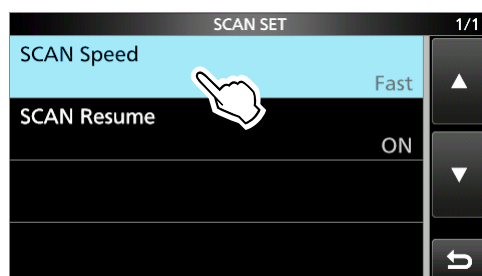 SCAN SET 1/1
SCAN Speed
Fast
SCAN Resume
ON